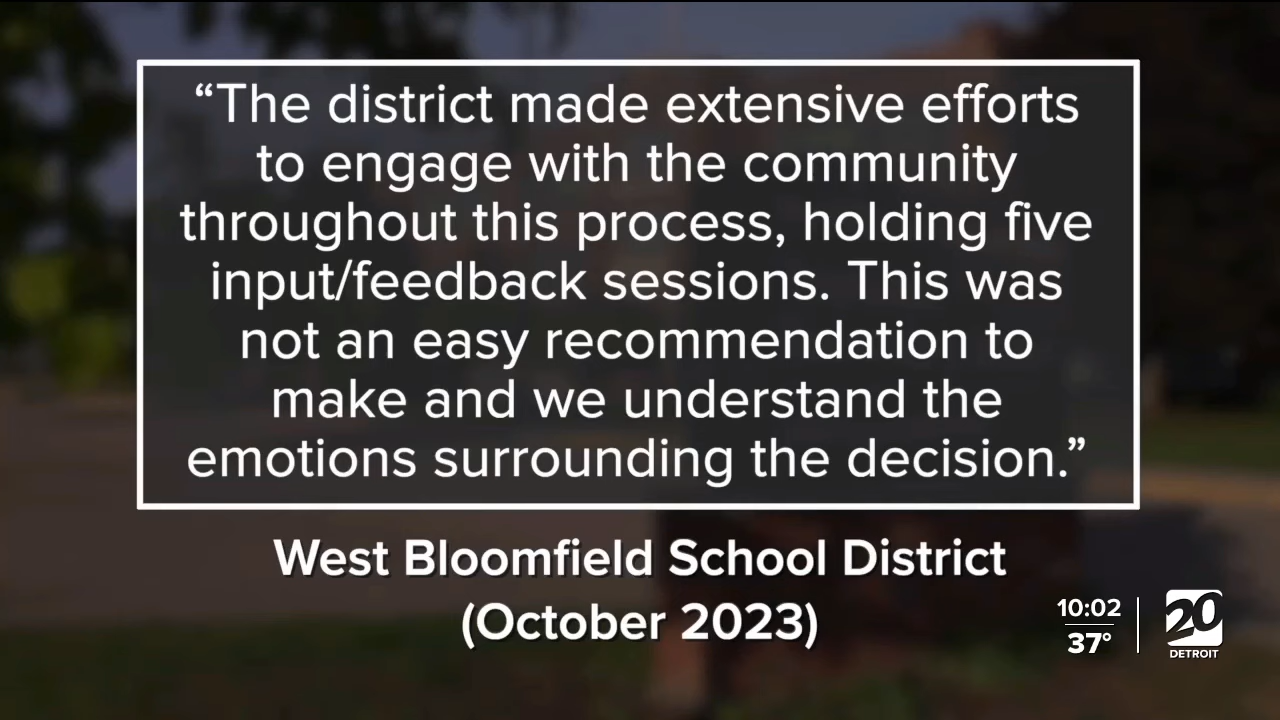 “The district made extensive efforts
to engage with the community
throughout this process, holding five
input/feedback sessions. This was
not an easy recommendation to
make and we understand the
emotions surrounding the decision.”
West Bloomfield School District
(October 2023)
10:02
37°
20
DETROIT